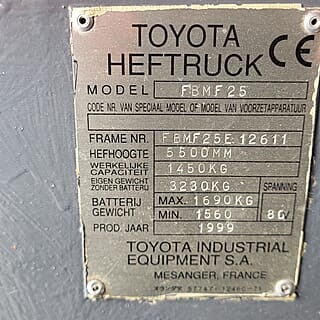 TOYOTA
HEFTRUCK CE
MODEL FBMF25
CODE NR. VAN SPECIAAL MODEL OF MODEL VAN VOORZETAPPARATUUR
FRAME NR. FBMF25E 12611
HEFHOOGTE 5500MM
WERKELIJKE CAPACITEIT 1450KG
EIGEN GEWICHT ZONDER BATTERIJ 3230KG SPANNING
BATTERIJ GEWICHT MAX. 1690KG
MIN. 1560 80
PROD. JAAR 1999
TOYOTA INDUSTRIAL
EQUIPMENT S.A.
MESANGER, FRANCE